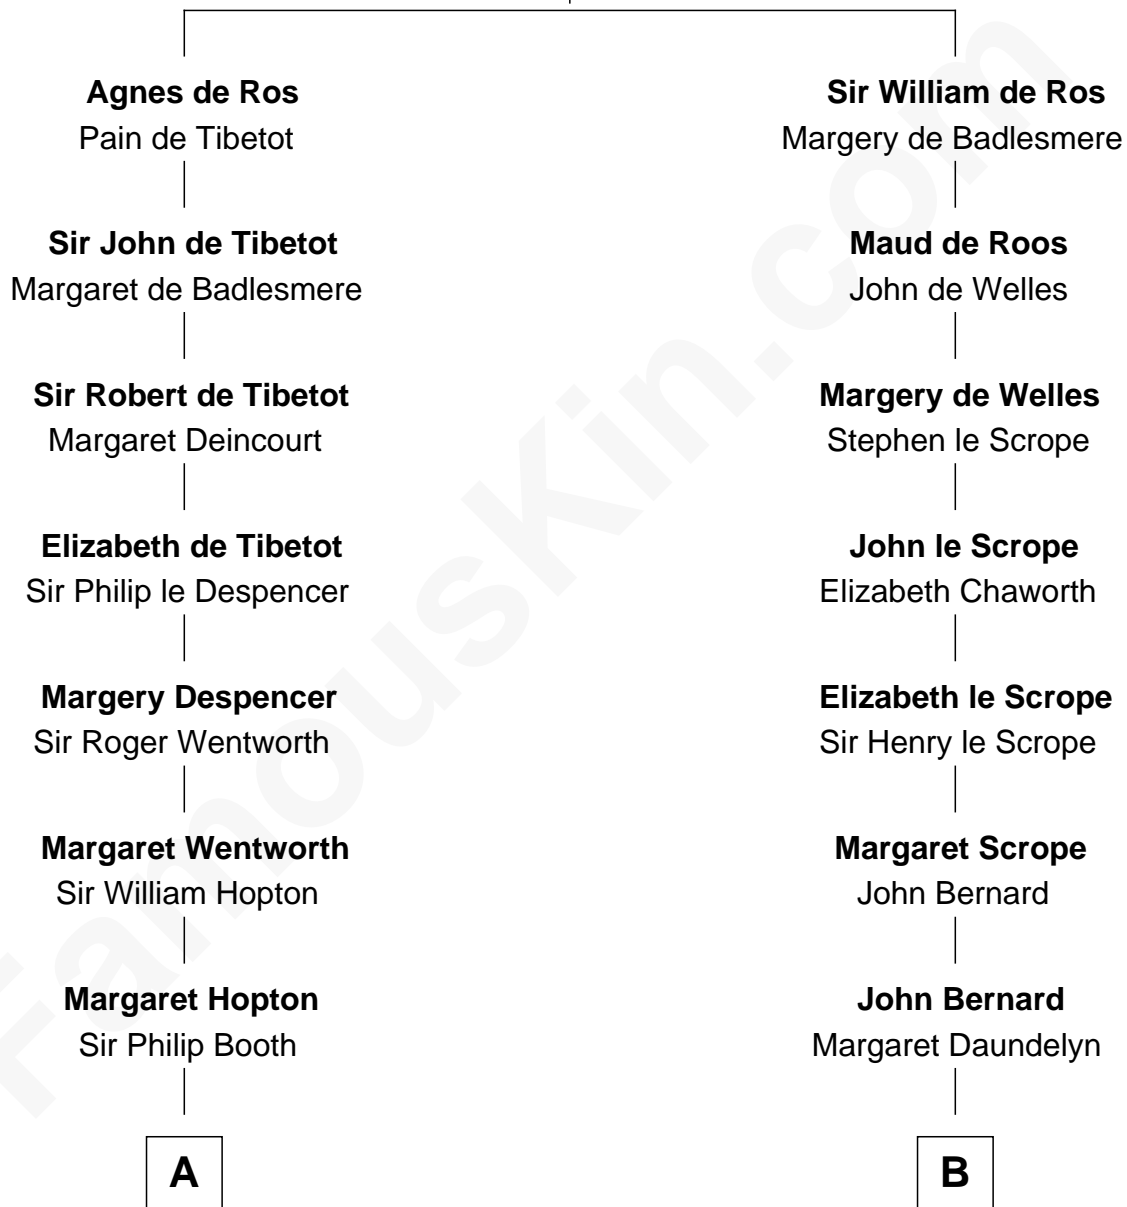 Agnes de Ros
Pain de Tibetot
Sir John de Tibetot
Margaret de Badlesmere
Sir Robert de Tibetot
Margaret Deincourt
Elizabeth de Tibetot
Sir Philip le Despencer
Margery Despencer
Sir Roger Wentworth
Margaret Wentworth
Sir William Hopton
Margaret Hopton
Sir Philip Booth
A
Sir William de Ros
Margery de Badlesmere
Maud de Roos
John de Welles
Margery de Welles
Stephen le Scrope
John le Scrope
Elizabeth Chaworth
Elizabeth le Scrope
Sir Henry le Scrope
Margaret Scrope
John Bernard
John Bernard
Margaret Daundelyn
B
FamousKin.com